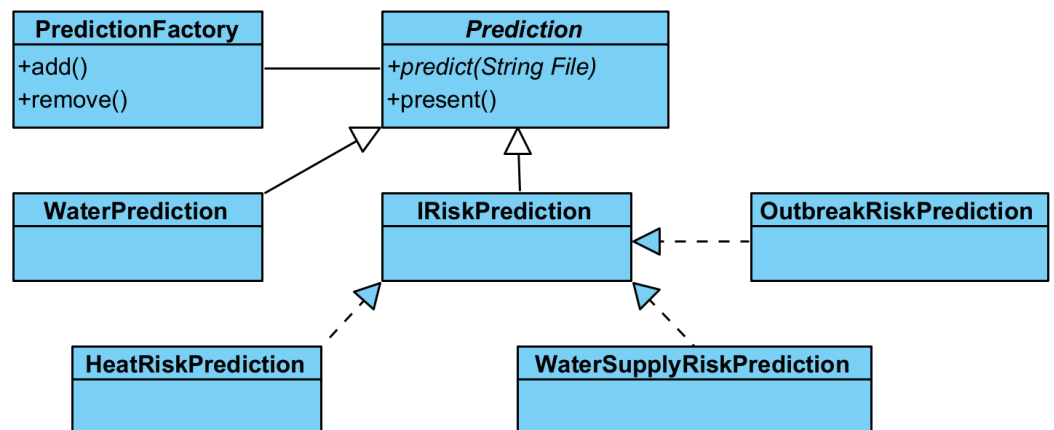 PredictionFactory
+add()
+remove()
Prediction
+predict(String File)
+present()
WaterPrediction
IRiskPrediction
OutbreakRiskPrediction
HeatRiskPrediction
WaterSupplyRiskPrediction